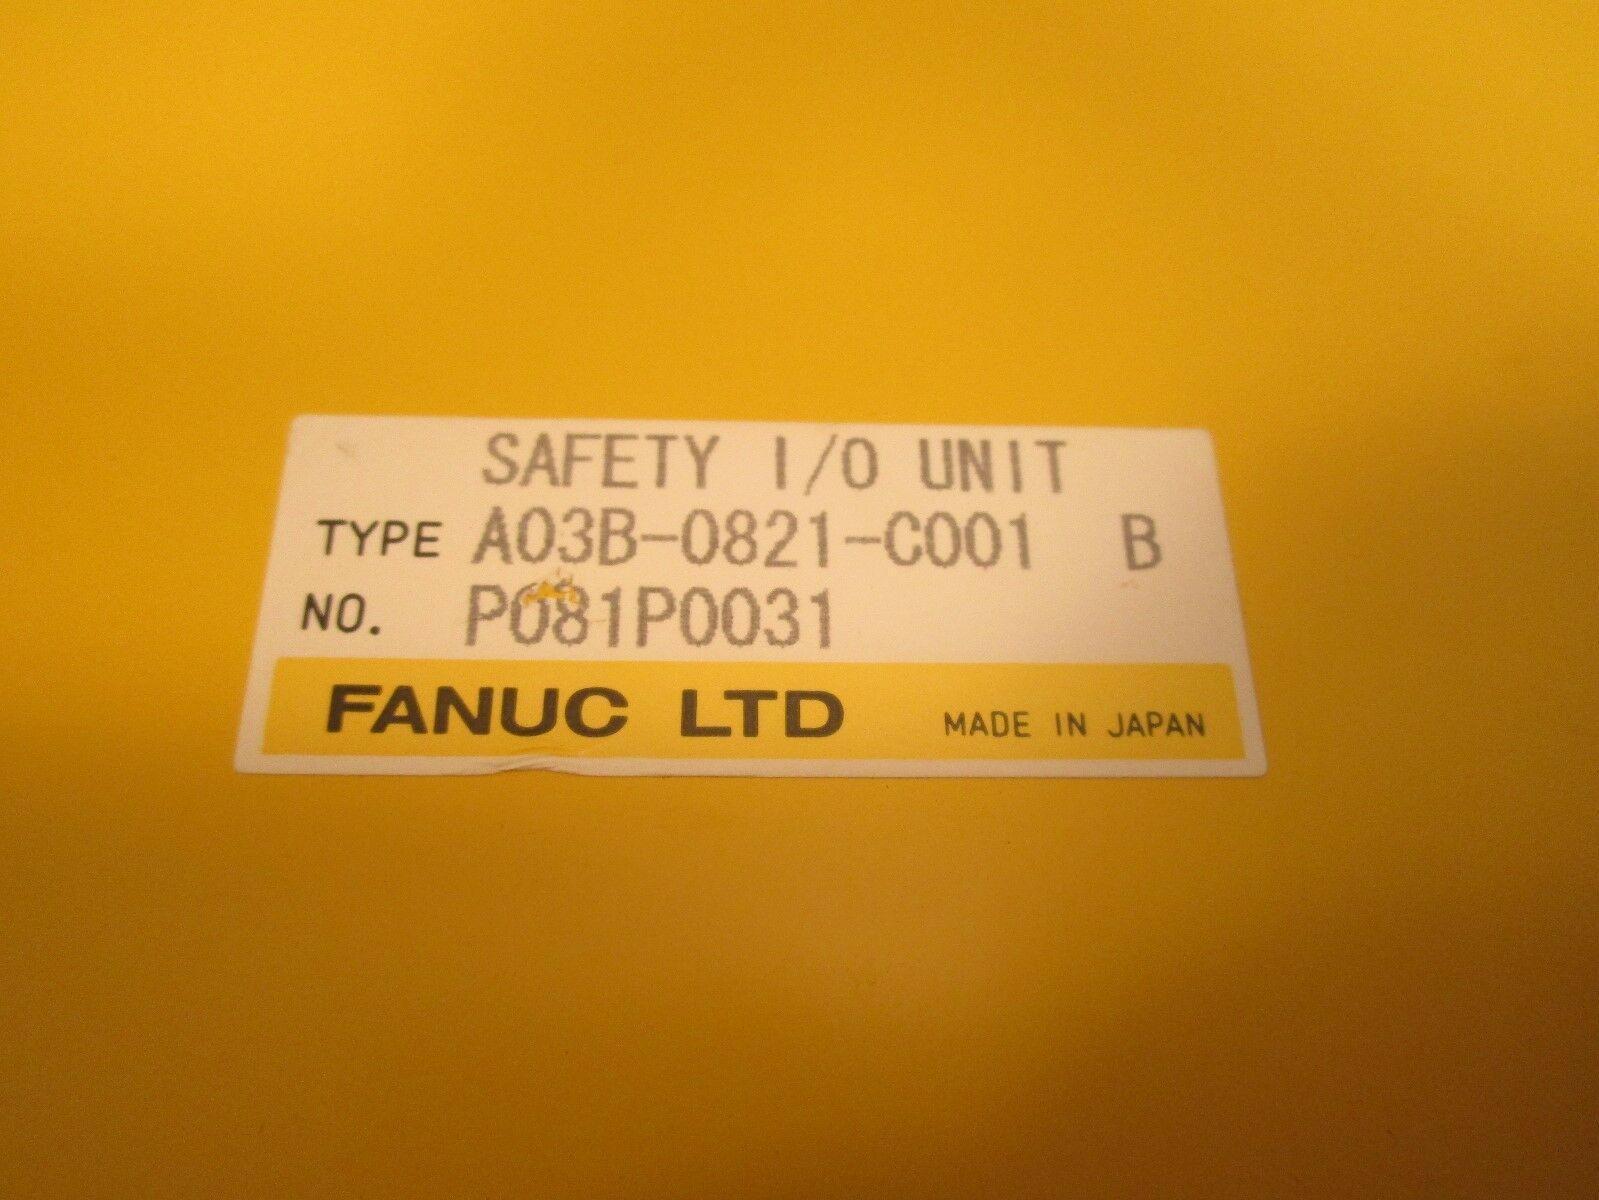 SAFETY I/O UNIT
TYPE A03B-0821-C001 B
NO. P081P0031
FANUC LTD MADE IN JAPAN